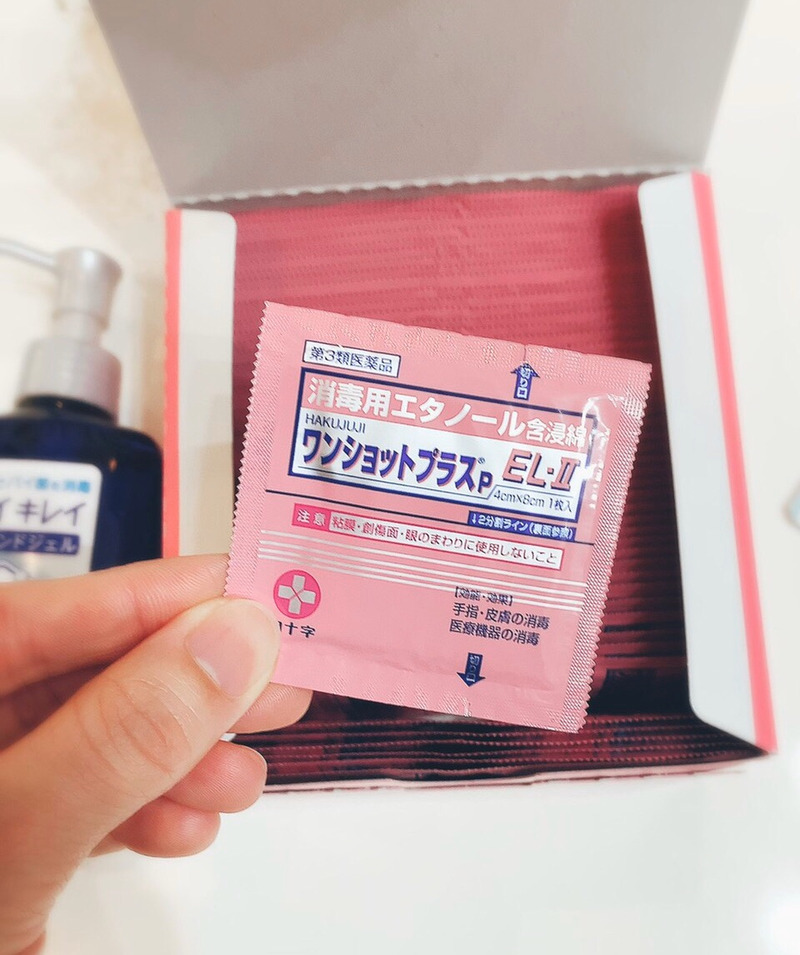 第3類医薬品
切り口
消毒用エタノール含浸綿
HAKUJUJI
ワンショットプラスP EL-II
4cm×8cm 1枚入
↓2分割ライン(裏面参照)
注意 粘膜・創傷面・眼のまわりに使用しないこと
[効能・効果]
手指・皮膚の消毒
医療機器の消毒
十字
切り口
イキレイ
ンドジェル